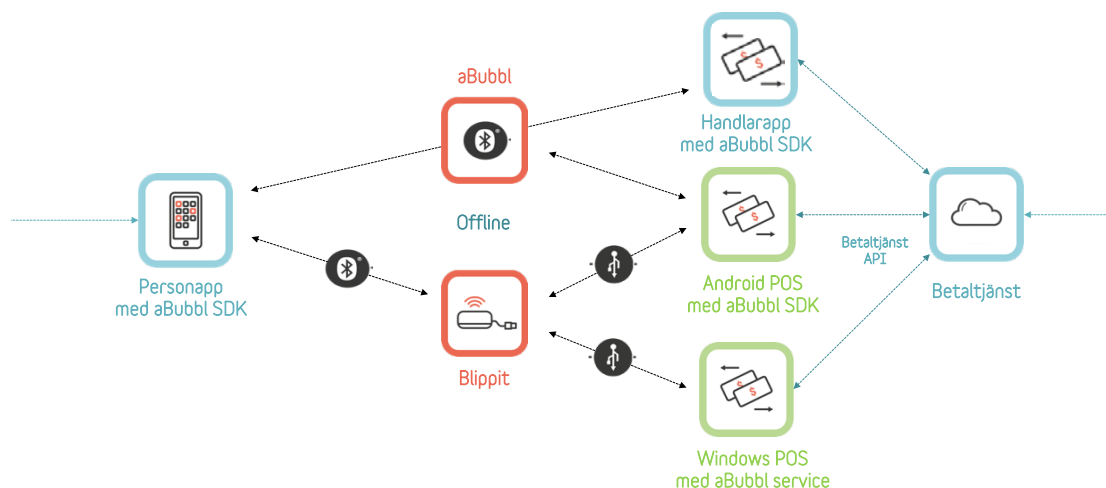 aBubbl
Handlarapp
med aBubbl SDK
Offline
Personapp
med aBubbl SDK
Betaltjänst
API
Android POS
med aBubbl SDK
Betaltjänst
Blippit
Windows POS
med aBubbl service